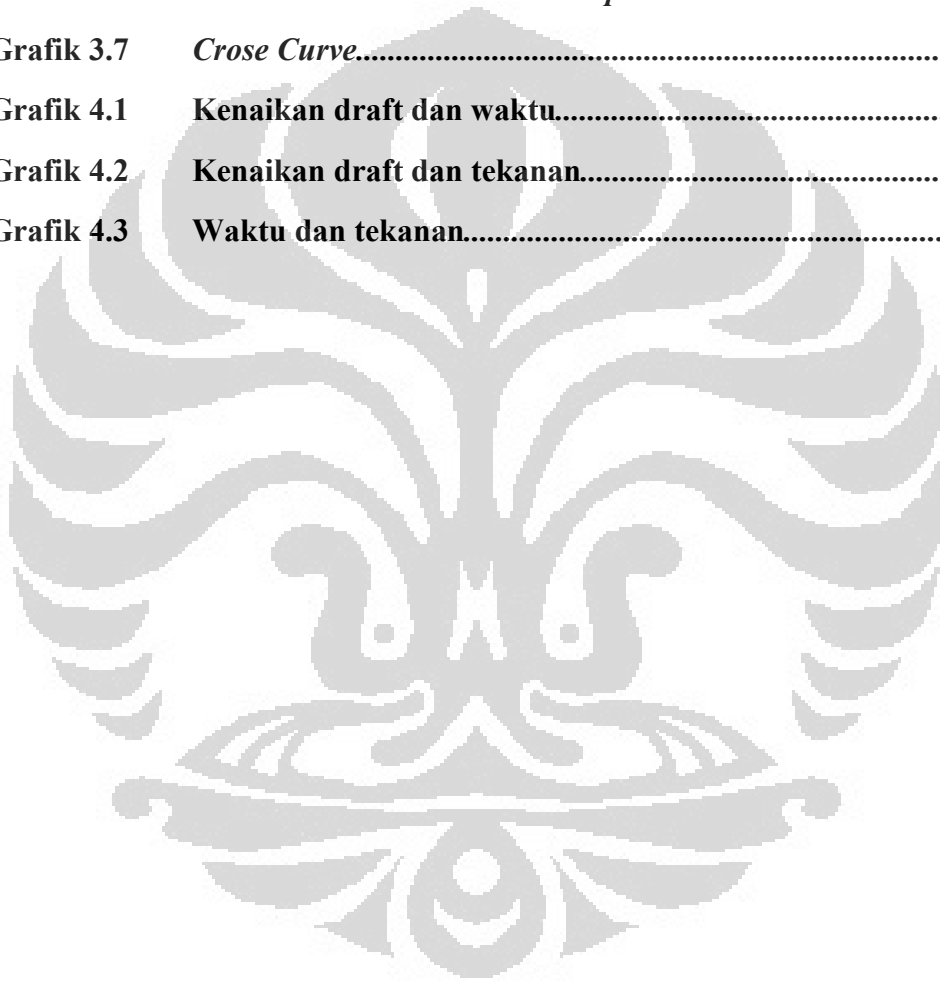 Grafik 3.7 Crose Curve..........................................................................
Grafik 4.1 Kenaikan draft dan waktu..................................................
Grafik 4.2 Kenaikan draft dan tekanan...............................................
Grafik 4.3 Waktu dan tekanan.............................................................